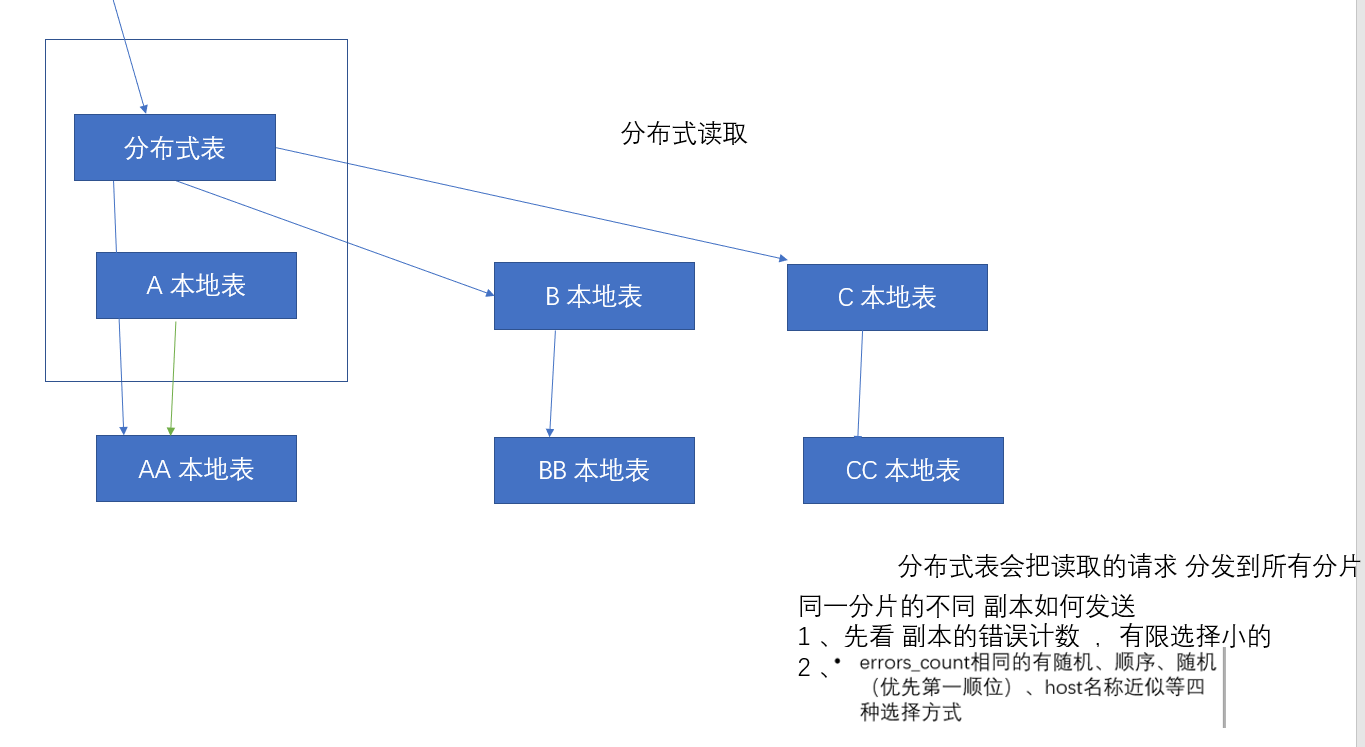 分布式表
分布式读取
A 本地表
B 本地表
C 本地表
AA 本地表
BB 本地表
CC 本地表
分布式表会把读取的请求 分发到所有分片
同一分片的不同 副本如何发送
1 、先看 副本的错误计数 ，有限选择小的
2 、• errors_count相同的有随机、顺序、随机
（优先第一顺位）、host名称近似等四
种选择方式